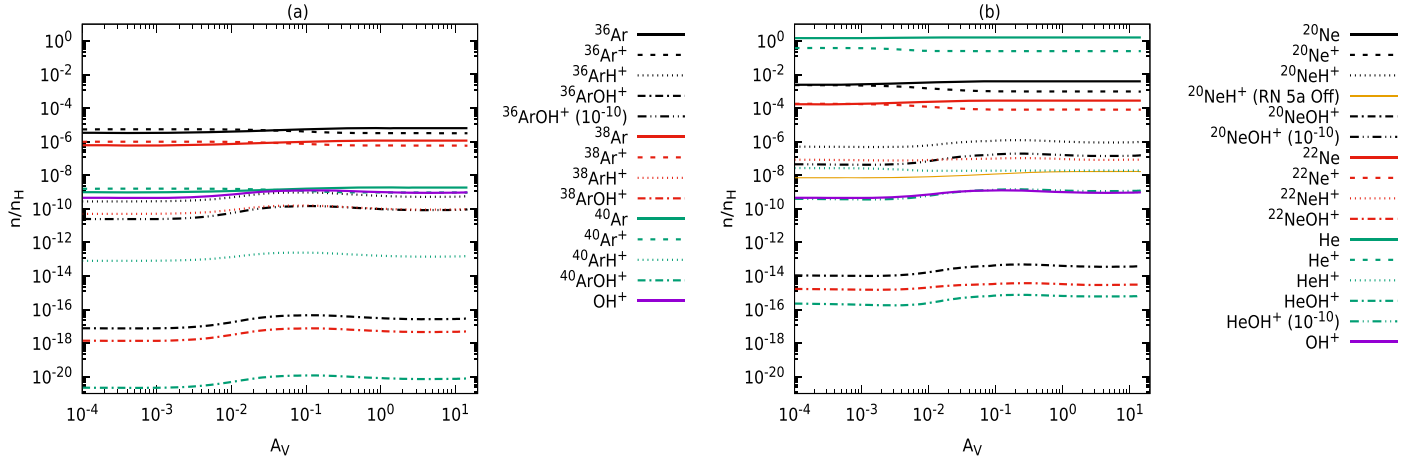 (a)
n/n_H
10^0
10^-2
10^-4
10^-6
10^-8
10^-10
10^-12
10^-14
10^-16
10^-18
10^-20
10^-4
10^-3
10^-2
10^-1
10^0
10^1
A_V
^36Ar
^36Ar^+
^36ArH^+
^36ArOH^+
^36ArOH^+ (10^-10)
^38Ar
^38Ar^+
^38ArH^+
^38ArOH^+
^40Ar
^40Ar^+
^40ArH^+
^40ArOH^+
OH^+
(b)
n/n_H
10^0
10^-2
10^-4
10^-6
10^-8
10^-10
10^-12
10^-14
10^-16
10^-18
10^-20
10^-4
10^-3
10^-2
10^-1
10^0
10^1
A_V
^20Ne
^20Ne^+
^20NeH^+
^20NeH^+ (RN 5a Off)
^20NeOH^+
^20NeOH^+ (10^-10)
^22Ne
^22Ne^+
^22NeH^+
^22NeOH^+
He
He^+
HeH^+
HeOH^+
HeOH^+ (10^-10)
OH^+